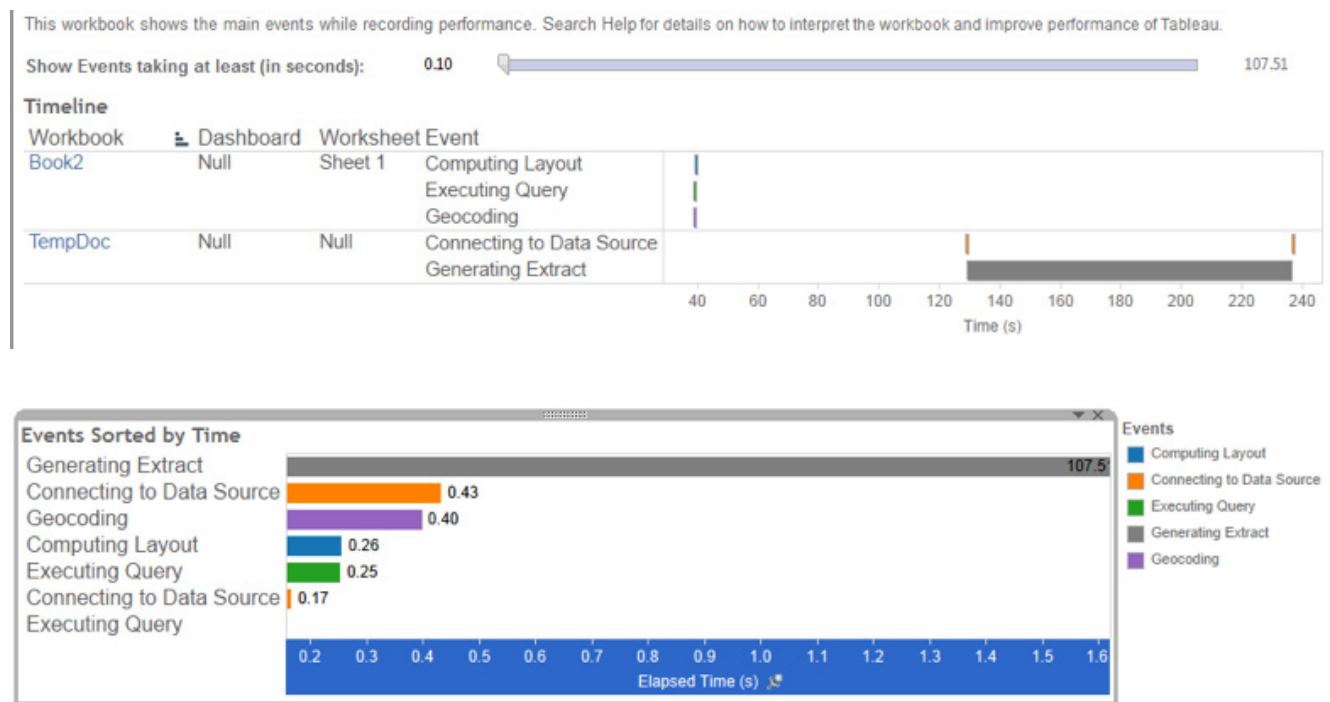 This workbook shows the main events while recording performance. Search Help for details on how to interpret the workbook and improve performance of Tableau.
Show Events taking at least (in seconds): 0.10 107.51
Timeline
Workbook Dashboard Worksheet Event
Book2 Null Sheet 1 Computing Layout
Executing Query
Geocoding
TempDoc Null Null Connecting to Data Source
Generating Extract
40 60 80 100 120 140 160 180 200 220 240
Time (s)
Events Sorted by Time
Generating Extract 107.51
Connecting to Data Source 0.43
Geocoding 0.40
Computing Layout 0.26
Executing Query 0.25
Connecting to Data Source 0.17
Executing Query
0.2 0.3 0.4 0.5 0.6 0.7 0.8 0.9 1.0 1.1 1.2 1.3 1.4 1.5 1.6
Elapsed Time (s)
Events
Computing Layout
Connecting to Data Source
Executing Query
Generating Extract
Geocoding